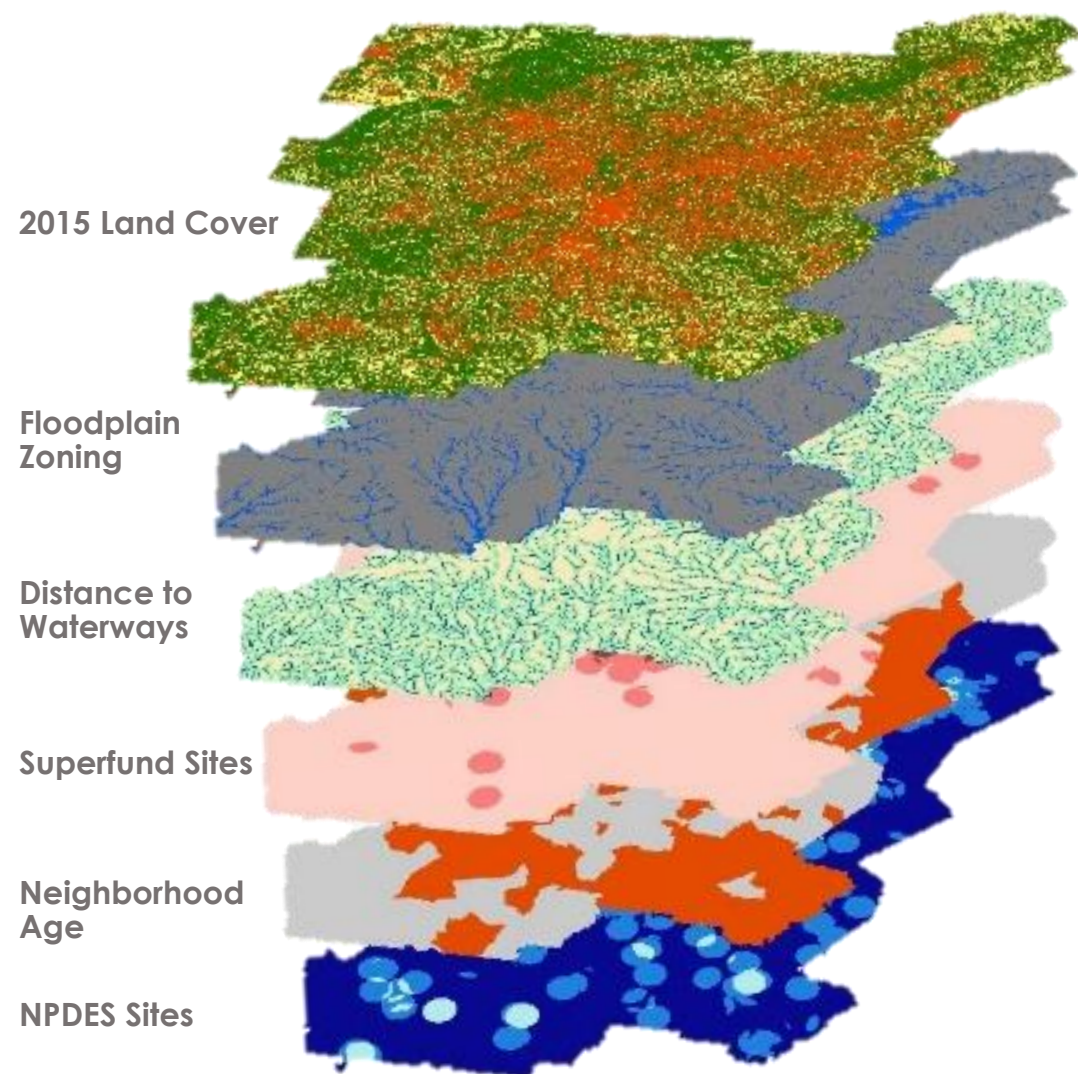 2015 Land Cover
Floodplain
Zoning
Distance to
Waterways
Superfund Sites
Neighborhood
Age
NPDES Sites